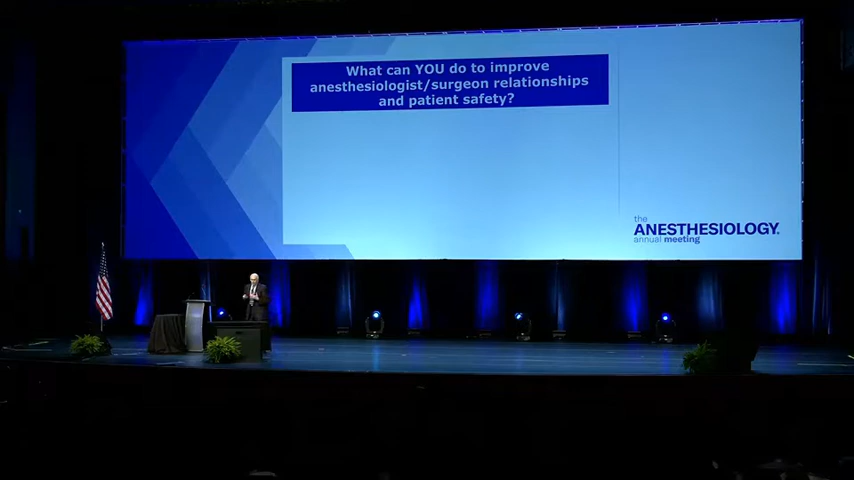 What can YOU do to improve
anesthesiologist/surgeon relationships
and patient safety?
the
ANESTHESIOLOGY®
annual meeting